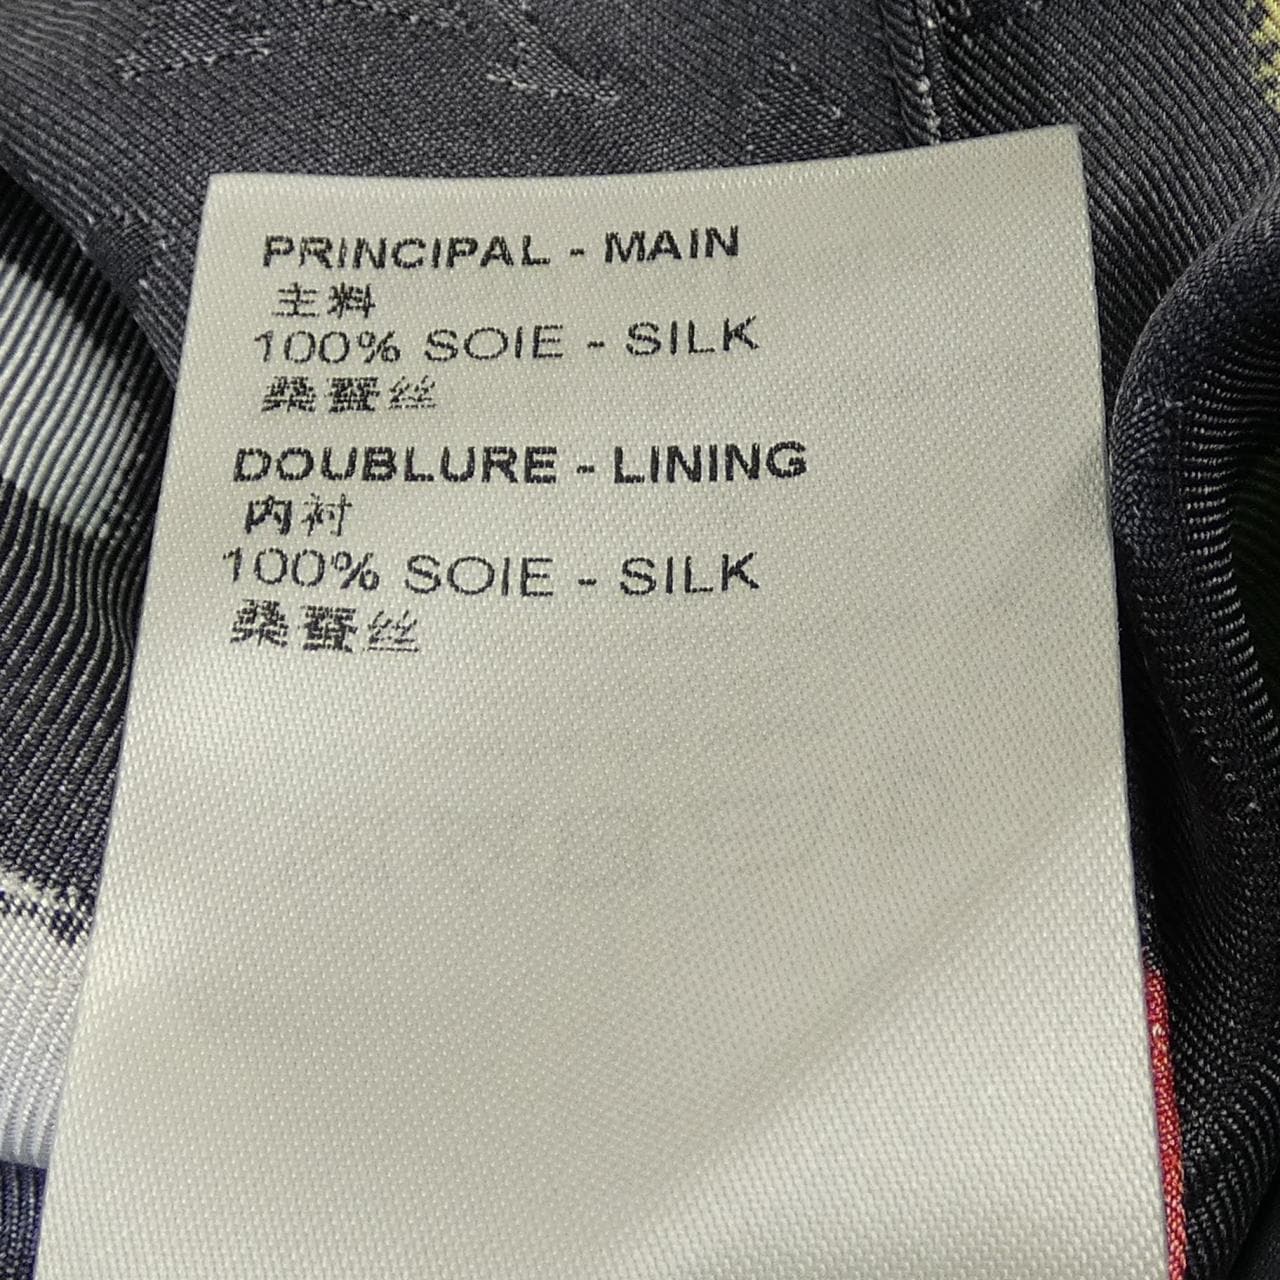 PRINCIPAL - MAIN
主料
100% SOIE - SILK
桑蚕丝
DOUBLURE - LINING
内衬
100% SOIE - SILK
桑蚕丝